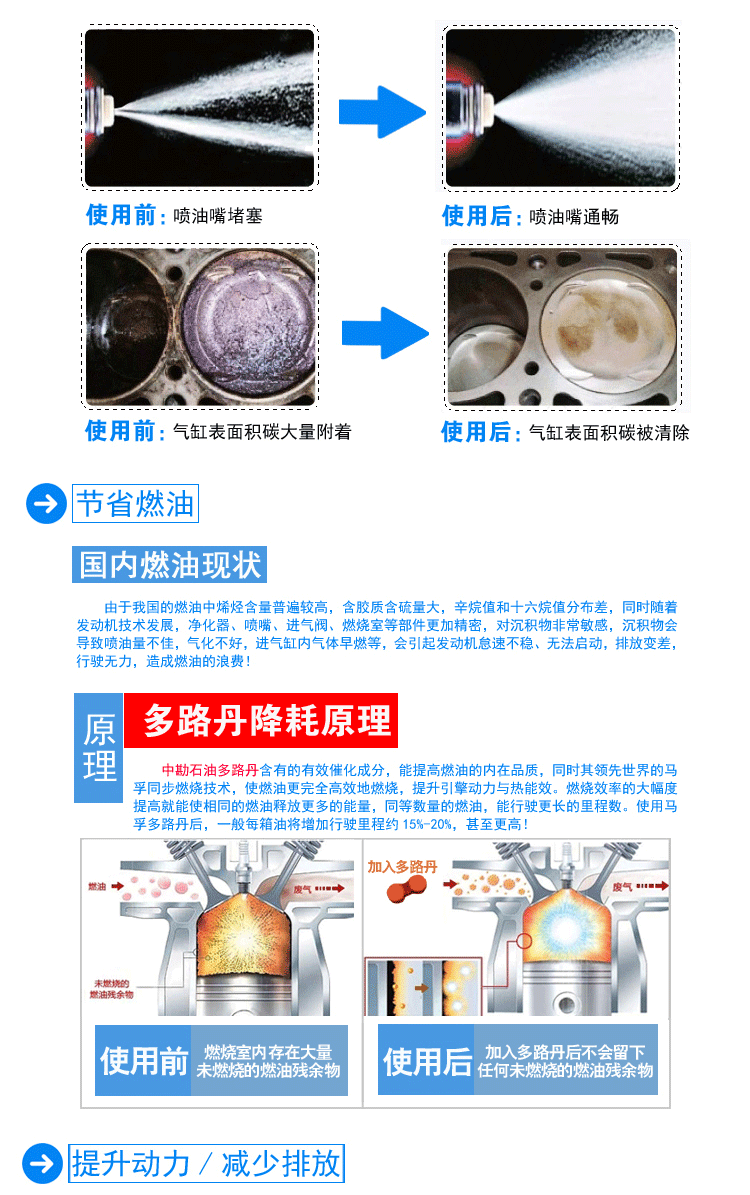 使用前：喷油嘴堵塞
使用后：喷油嘴通畅
使用前：气缸表面积碳大量附着
使用后：气缸表面积碳被清除
节省燃油
国内燃油现状
由于我国的燃油中烯烃含量普遍较高，含胶质含硫量大，辛烷值和十六烷值分布差，同时随着
发动机技术发展，净化器、喷嘴、进气阀、燃烧室等部件更加精密，对沉积物非常敏感，沉积物会
导致喷油量不佳，气化不好，进气缸内气体早燃等，会引起发动机怠速不稳、无法启动，排放变差，
行驶无力，造成燃油的浪费！
原理
多路丹降耗原理
中勘石油多路丹含有的有效催化成分，能提高燃油的内在品质，同时其领先世界的马
孚同步燃烧技术，使燃油更完全高效地燃烧，提升引擎动力与热能效。燃烧效率的大幅度
提高就能使相同的燃油释放更多的能量，同等数量的燃油，能行驶更长的里程数。使用马
孚多路丹后，一般每箱油将增加行驶里程约15%-20%，甚至更高！
燃油
废气
未燃烧的
燃油残余物
加入多路丹
废气
使用前
燃烧室内存在大量
未燃烧的燃油残余物
使用后
加入多路丹后不会留下
任何未燃烧的燃油残余物
提升动力/减少排放